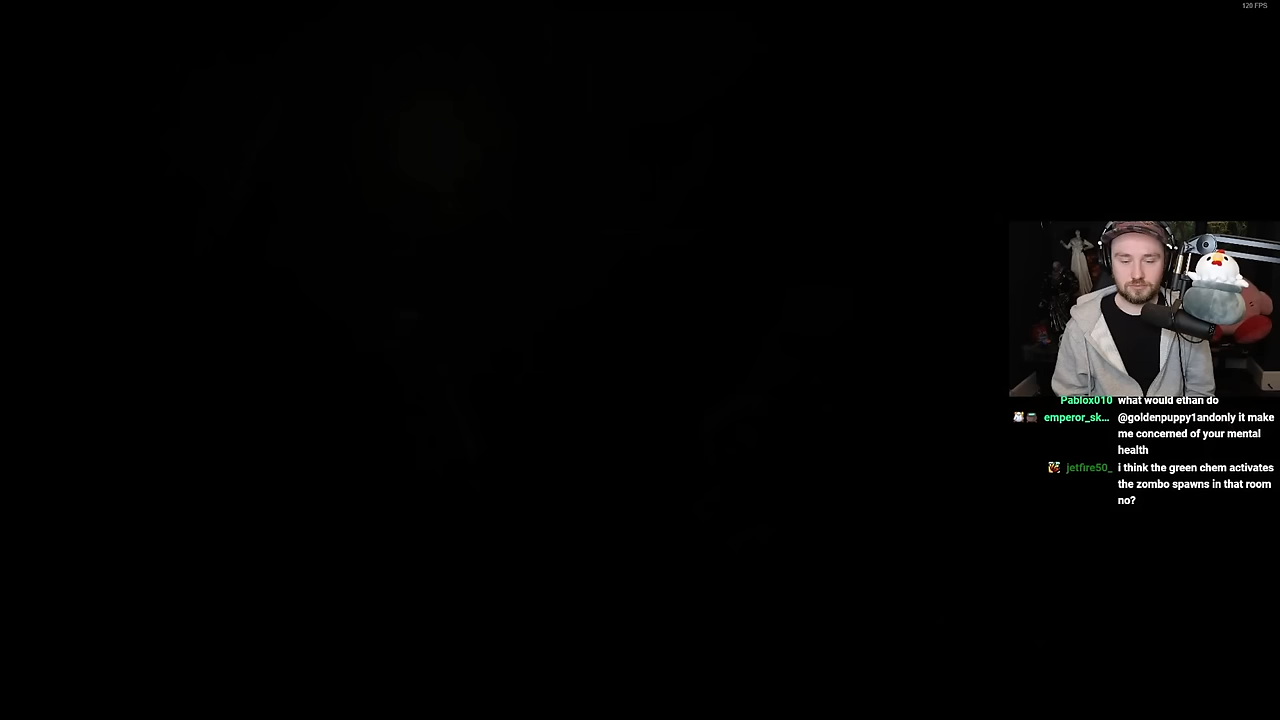 120 FPS
Pablox010 what would ethan do
emperor_sk... @goldenpuppy1andonly it make
me concerned of your mental
health
jetfire50_ i think the green chem activates
the zombo spawns in that room
no?